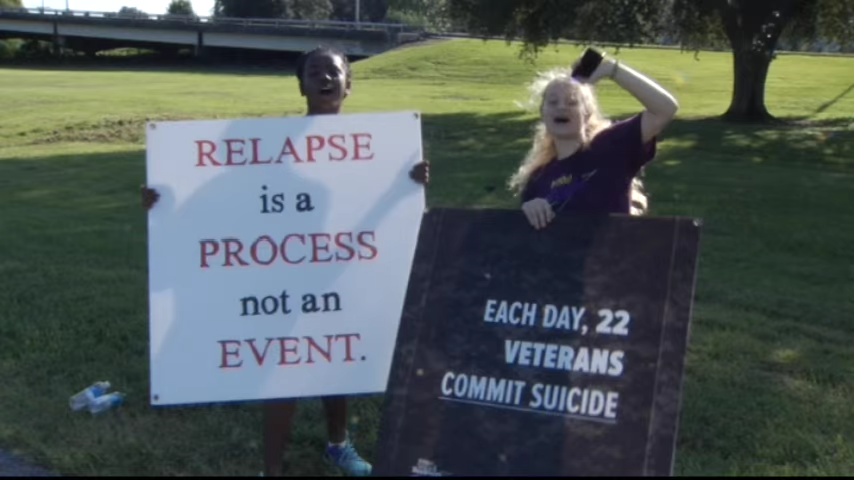 RELAPSE
is a
PROCESS
not an
EVENT.
EACH DAY, 22
VETERANS
COMMIT SUICIDE